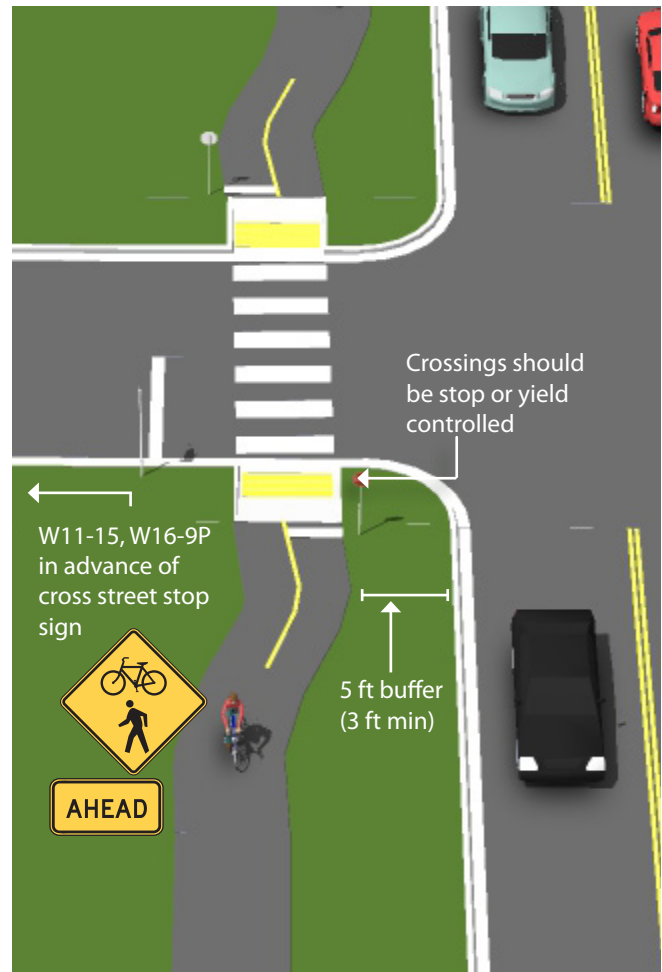 Crossings should
be stop or yield
controlled
W11-15, W16-9P
in advance of
cross street stop
sign
5 ft buffer
(3 ft min)
AHEAD